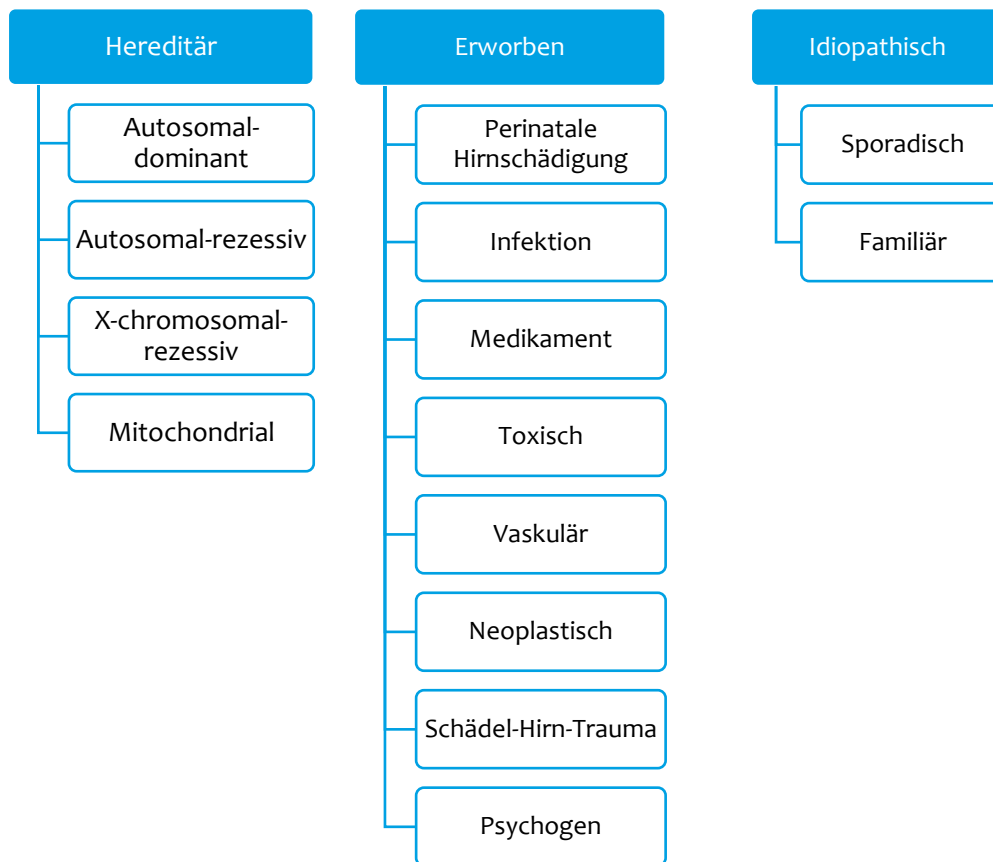 Hereditär
Autosomal-
dominant
Autosomal-rezessiv
X-chromosomal-
rezessiv
Mitochondrial
Erworben
Perinatale
Hirnschädigung
Infektion
Medikament
Toxisch
Vaskulär
Neoplastisch
Schädel-Hirn-Trauma
Psychogen
Idiopathisch
Sporadisch
Familiär